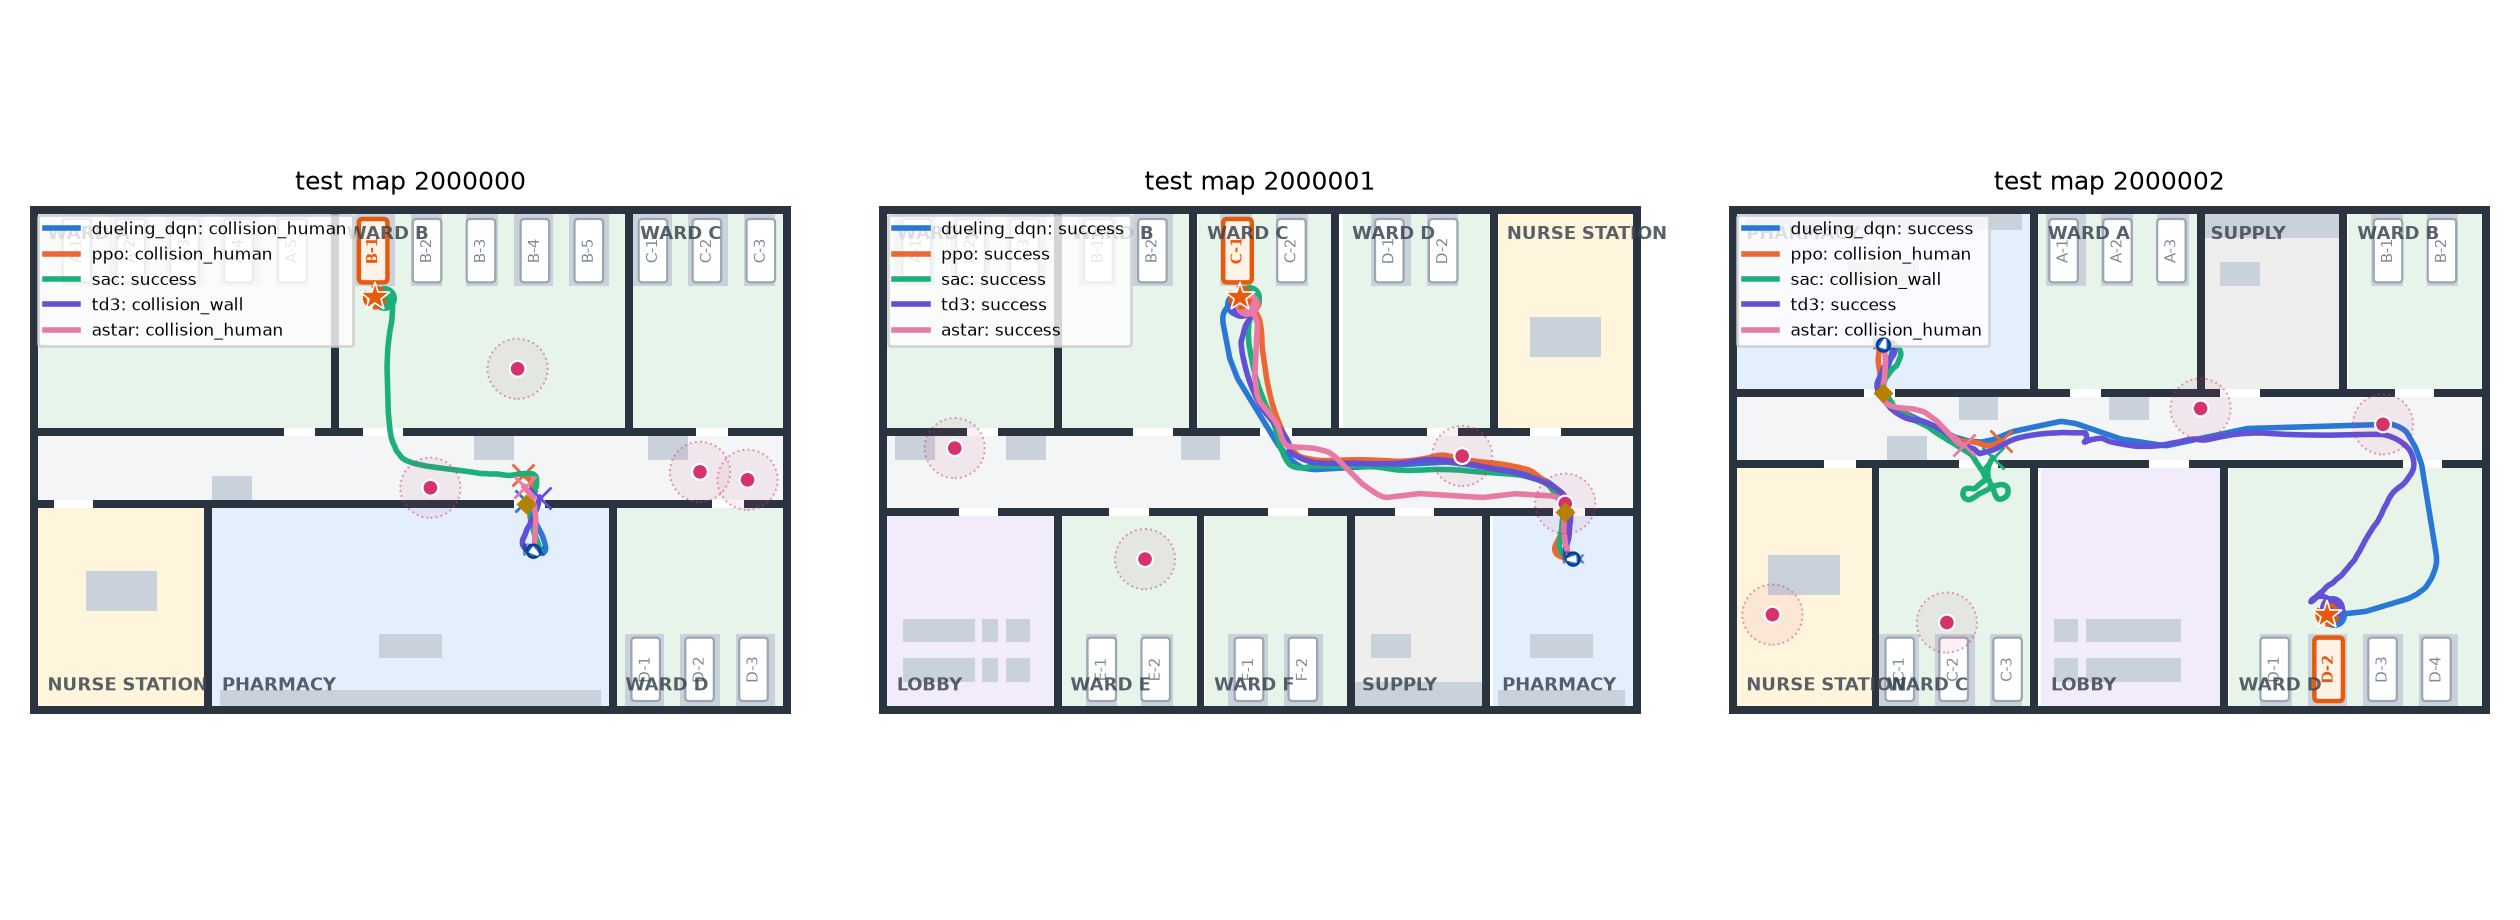 test map 2000000
dueling_dqn: collision_human
ppo: collision_human
sac: success
td3: collision_wall
astar: collision_human
WARD B
WARD C
A-5
B-1
B-2
B-3
B-4
B-5
C-1
C-2
C-3
NURSE STATION
PHARMACY
WARD D
D-1
D-2
D-3
test map 2000001
dueling_dqn: success
ppo: success
sac: success
td3: success
astar: success
B
WARD C
WARD D
NURSE STATION
B-1
B-2
C-1
C-2
D-1
D-2
LOBBY
WARD E
WARD F
SUPPLY
PHARMACY
E-1
E-2
F-1
F-2
test map 2000002
dueling_dqn: success
ppo: collision_human
sac: collision_wall
td3: success
astar: collision_human
PHARMACY
WARD A
SUPPLY
WARD B
A-1
A-2
A-3
B-1
B-2
NURSE STATION
WARD C
LOBBY
WARD D
C-1
C-2
C-3
D-1
D-2
D-3
D-4